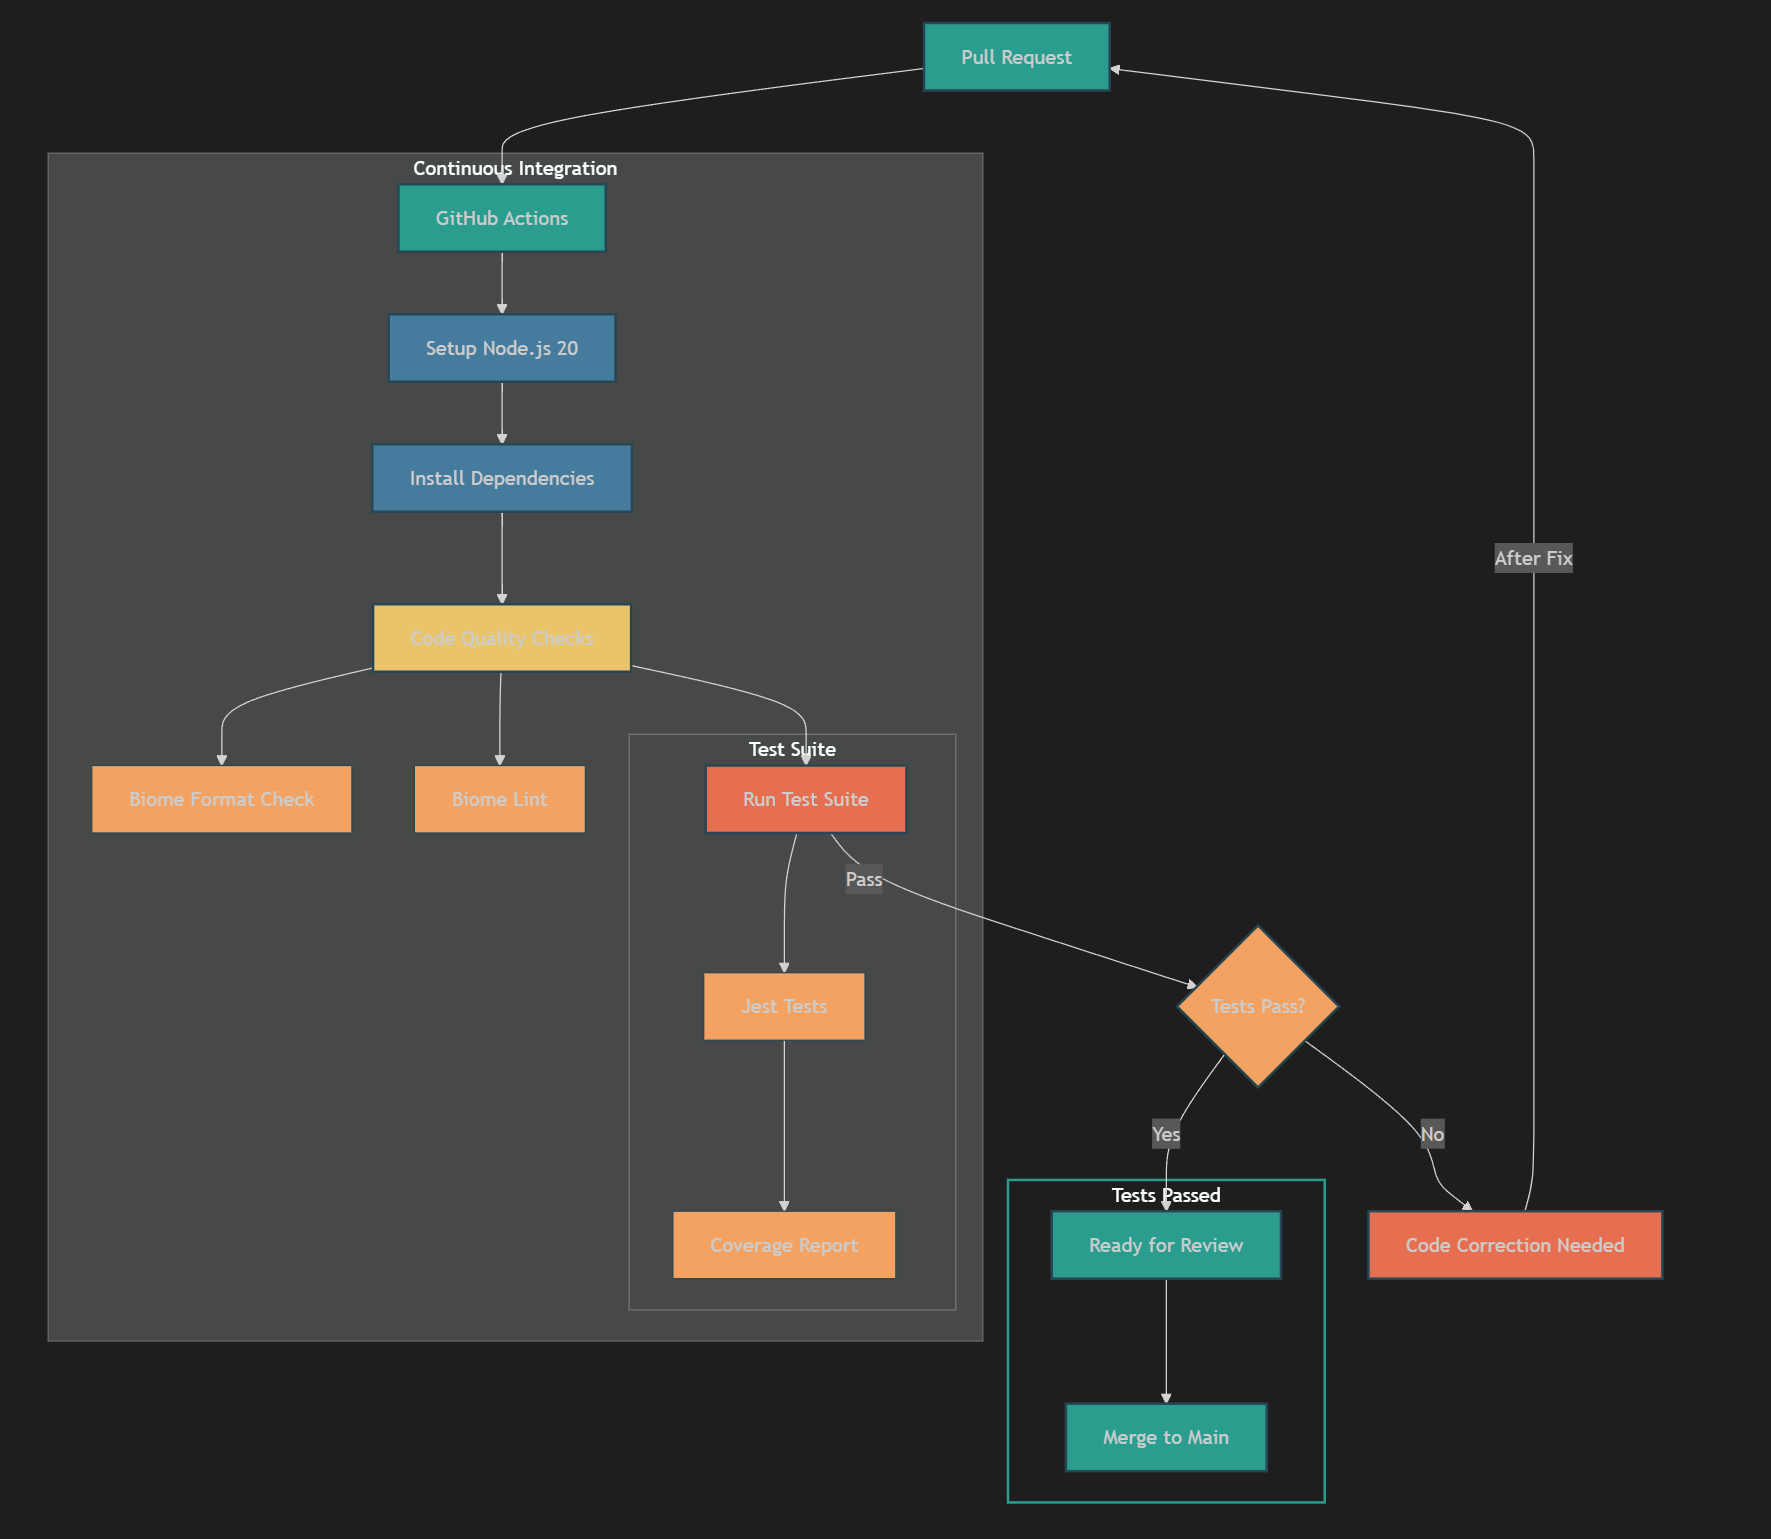 Pull Request
Continuous Integration
GitHub Actions
Setup Node.js 20
Install Dependencies
After Fix
Code Quality Checks
Test Suite
Biome Format Check
Biome Lint
Run Test Suite
Pass
Jest Tests
Tests Pass?
Yes
No
Tests Passed
Coverage Report
Ready for Review
Code Correction Needed
Merge to Main